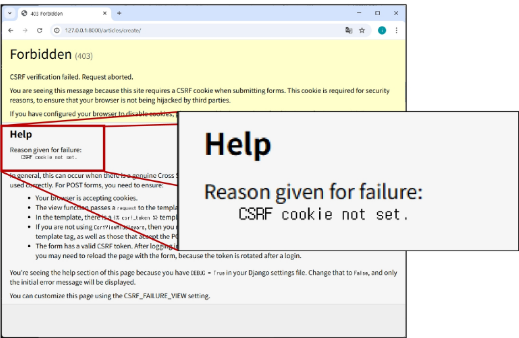 403 Forbidden
127.0.0.1:8000/articles/create/
Forbidden (403)
CSRF verification failed. Request aborted.
You are seeing this message because this site requires a CSRF cookie when submitting forms. This cookie is required for security
reasons, to ensure that your browser is not being hijacked by third parties.
If you have configured your browser to disable cookies,
Help
Reason given for failure:
CSRF cookie not set.
Help
Reason given for failure:
CSRF cookie not set.
In general, this can occur when there is a genuine Cross S
used correctly. For POST forms, you need to ensure:
Your browser is accepting cookies.
The view function passes a request to the templa
In the template, there is a {% csrf_token %} templ
If you are not using CsrfViewMiddleware, then you
template tag, as well as those that accept the PO
The form has a valid CSRF token. After logging i
you may need to reload the page with the form, because the token is rotated after a login.
You're seeing the help section of this page because you have DEBUG = True in your Django settings file. Change that to False, and only
the initial error message will be displayed.
You can customize this page using the CSRF_FAILURE_VIEW setting.